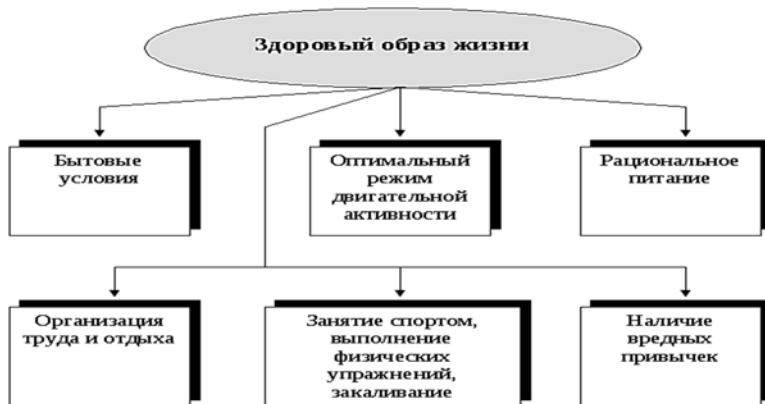 Здоровый образ жизни
Бытовые
условия
Оптимальный
режим
двигательной
активности
Рациональное
питание
Организация
труда и отдыха
Занятие спортом,
выполнение
физических
упражнений,
закаливание
Наличие
вредных
привычек